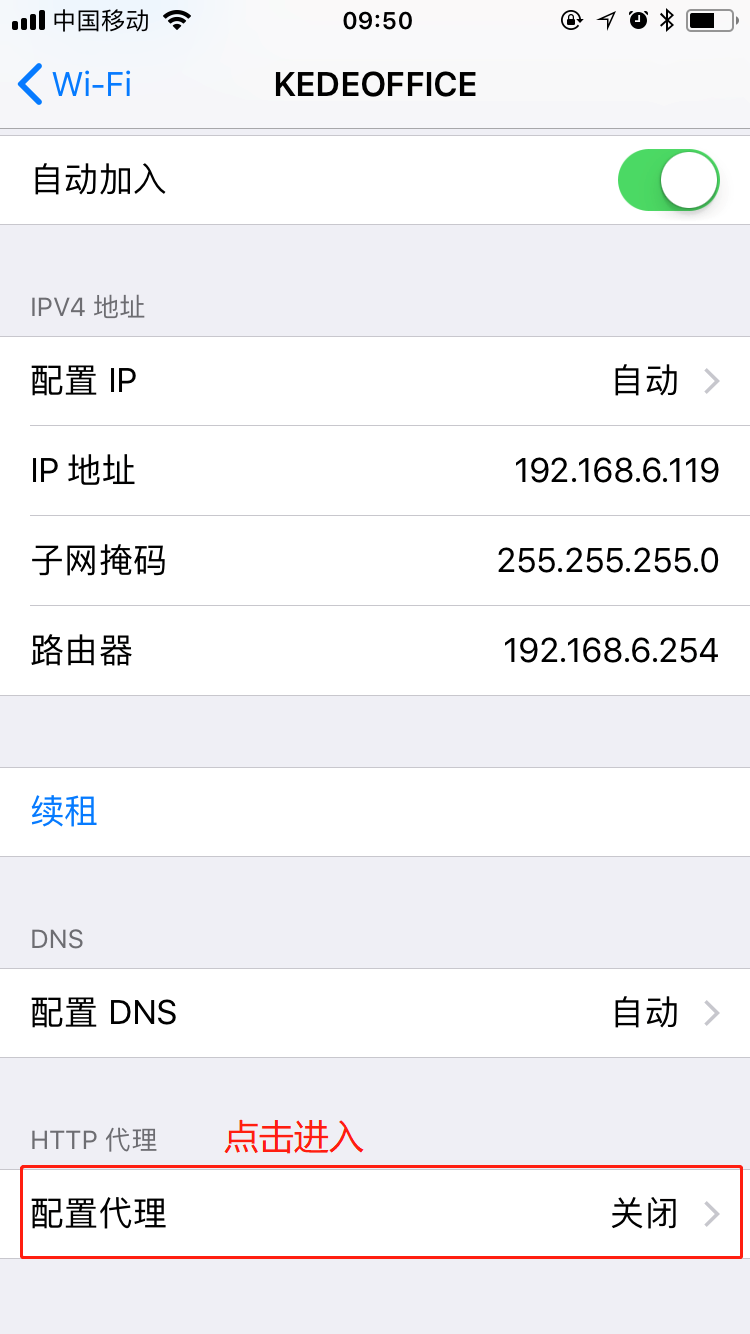 中国移动 09:50
Wi-Fi KEDEOFFICE
自动加入
IPV4 地址
配置 IP 自动
IP 地址 192.168.6.119
子网掩码 255.255.255.0
路由器 192.168.6.254
续租
DNS
配置 DNS 自动
HTTP 代理 点击进入
配置代理 关闭